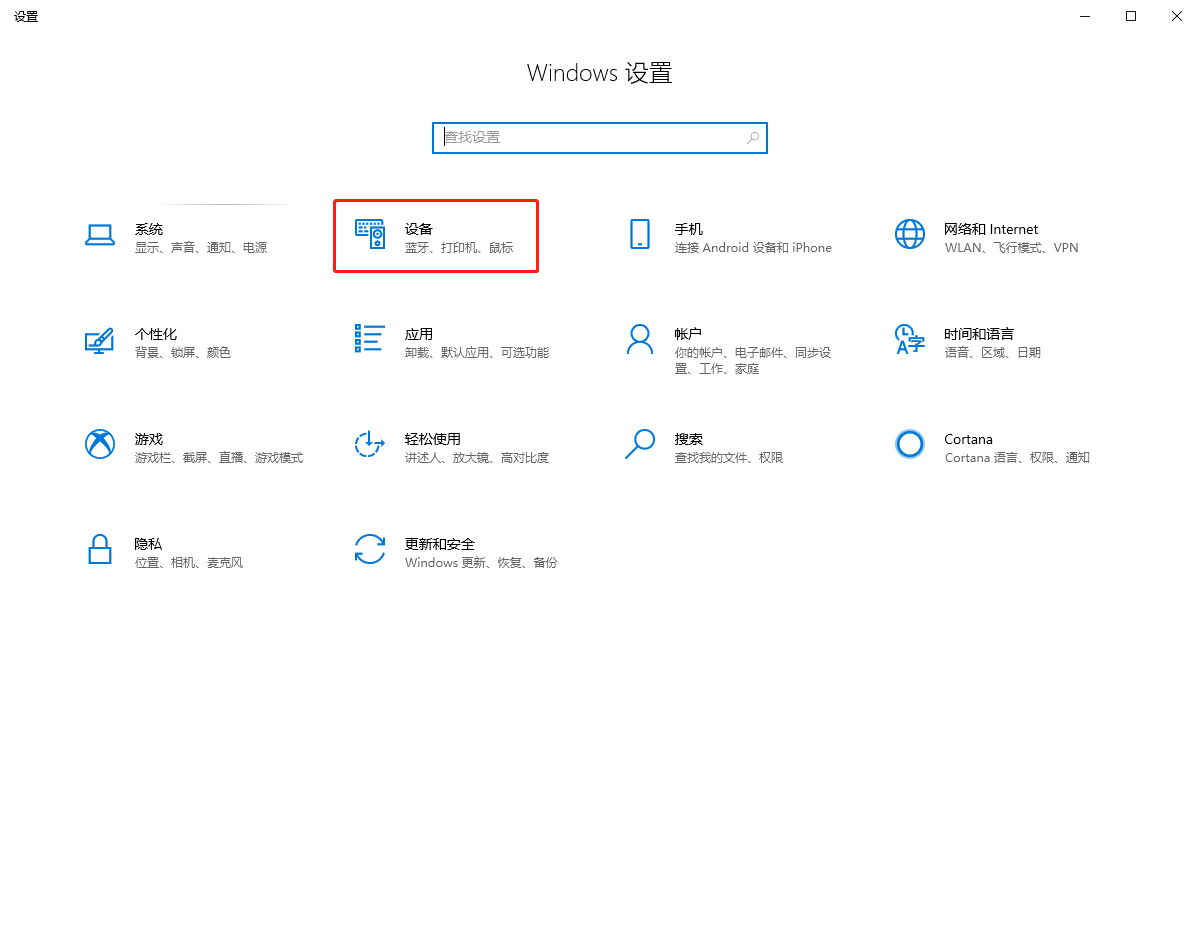 设置
Windows 设置
查找设置
系统
显示、声音、通知、电源
设备
蓝牙、打印机、鼠标
手机
连接 Android 设备和 iPhone
网络和 Internet
WLAN、飞行模式、VPN
个性化
背景、锁屏、颜色
应用
卸载、默认应用、可选功能
帐户
你的帐户、电子邮件、同步设
置、工作、家庭
时间和语言
语音、区域、日期
游戏
游戏栏、截屏、直播、游戏模式
轻松使用
讲述人、放大镜、高对比度
搜索
查找我的文件、权限
Cortana
Cortana 语言、权限、通知
隐私
位置、相机、麦克风
更新和安全
Windows 更新、恢复、备份